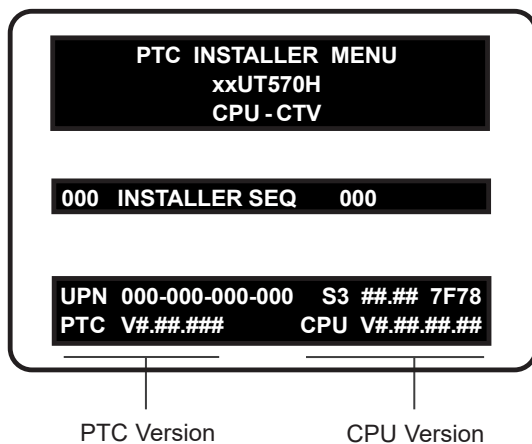 PTC INSTALLER MENU
xxUT570H
CPU - CTV
000 INSTALLER SEQ 000
UPN 000-000-000-000 S3 ##.## 7F78
PTC V#.##.### CPU V#.##.##.##
PTC Version CPU Version